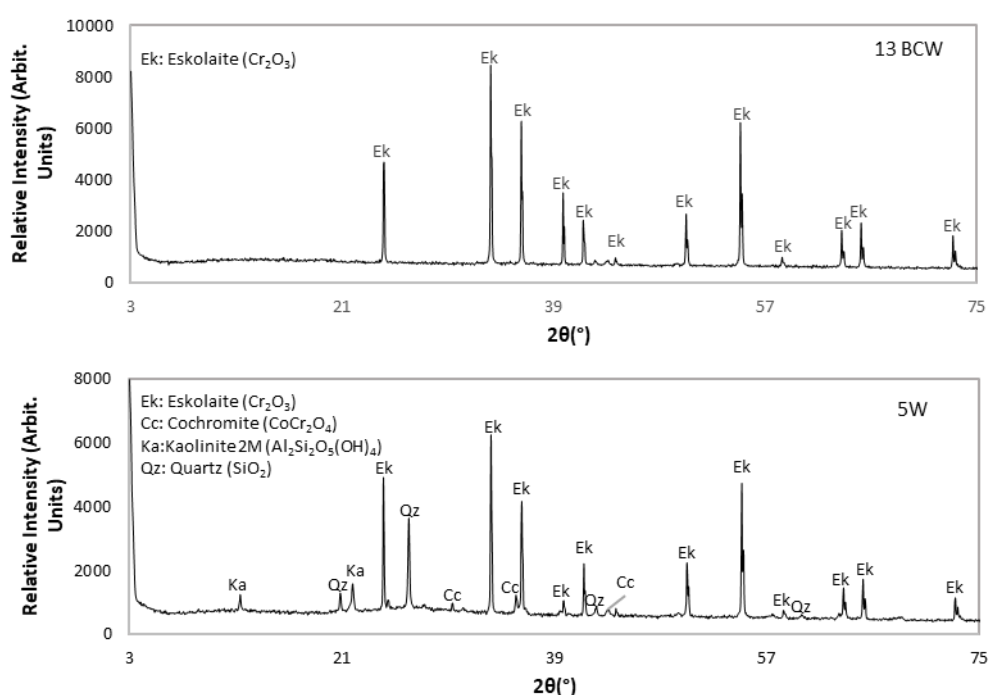 10000
8000
6000
4000
2000
0
Relative Intensity (Arbit. Units)
Ek: Eskolaite (Cr₂O₃)
13 BCW
Ek
Ek
Ek
Ek
Ek
Ek
Ek
Ek
Ek
Ek
Ek
Ek
3 21 39 57 75
2θ(°)
8000
6000
4000
2000
0
Relative Intensity (Arbit. Units)
Ek: Eskolaite (Cr₂O₃)
Cc: Cochromite (CoCr₂O₄)
Ka:Kaolinite 2M (Al₂Si₂O₅(OH)₄)
Qz: Quartz (SiO₂)
5W
Ka
Qz
Ka
Ek
Qz
Cc
Ek
Cc
Ek
Ek
Ek
Qz
Cc
Ek
Ek
Ek
Qz
Ek
Ek
Ek
3 21 39 57 75
2θ(°)